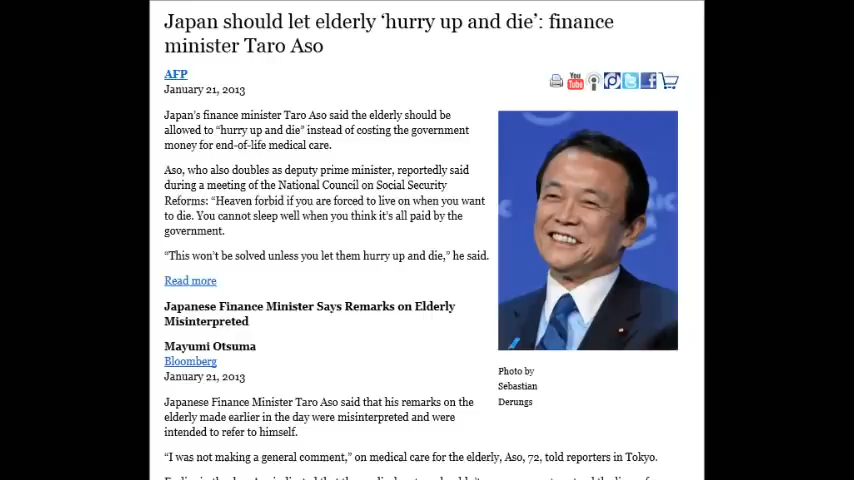 Japan should let elderly ‘hurry up and die’: finance
minister Taro Aso
AFP
January 21, 2013
You
Tube
Japan’s finance minister Taro Aso said the elderly should be
allowed to “hurry up and die” instead of costing the government
money for end-of-life medical care.
Aso, who also doubles as deputy prime minister, reportedly said
during a meeting of the National Council on Social Security
Reforms: “Heaven forbid if you are forced to live on when you want
to die. You cannot sleep well when you think it’s all paid by the
government.
“This won’t be solved unless you let them hurry up and die,” he said.
Read more
Japanese Finance Minister Says Remarks on Elderly
Misinterpreted
Mayumi Otsuma
Bloomberg
January 21, 2013
Photo by
Sebastian
Derungs
Japanese Finance Minister Taro Aso said that his remarks on the
elderly made earlier in the day were misinterpreted and were
intended to refer to himself.
“I was not making a general comment,” on medical care for the elderly, Aso, 72, told reporters in Tokyo.